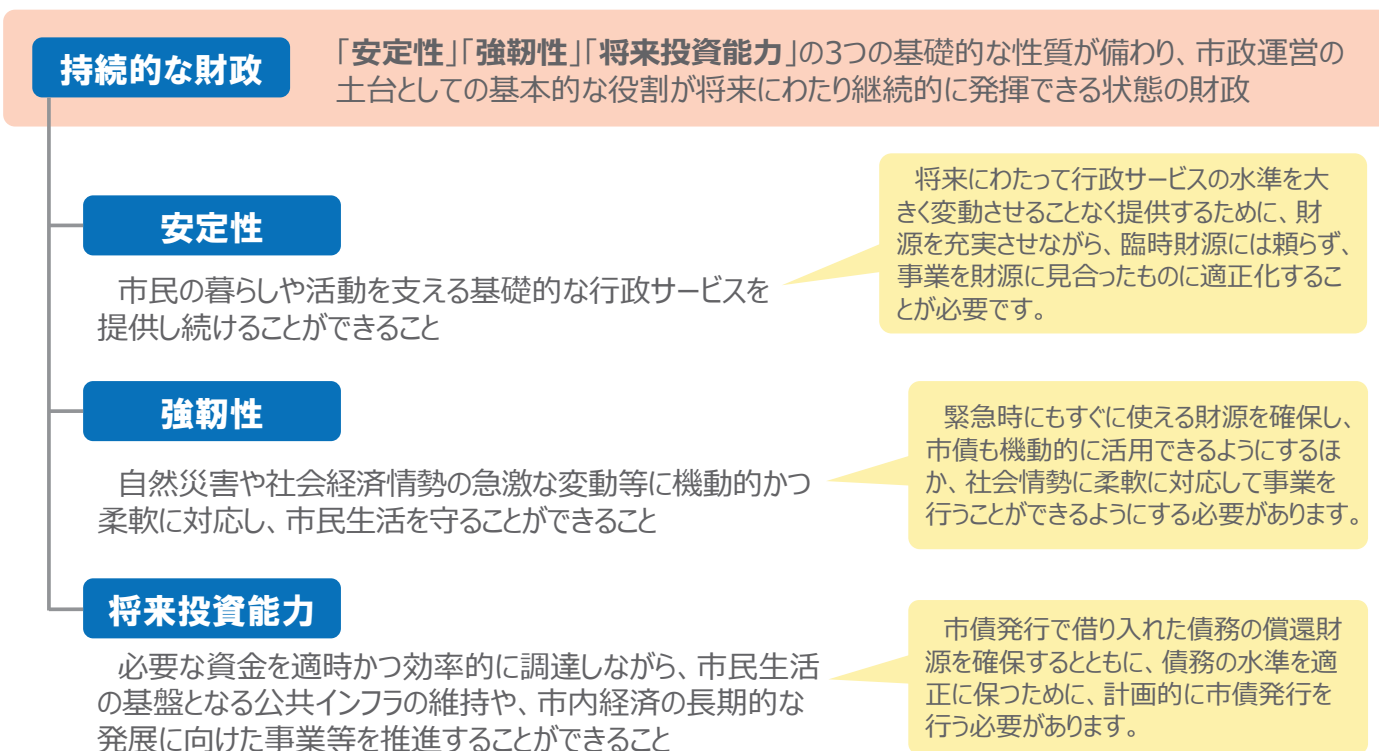 持続的な財政
「安定性」「強靭性」「将来投資能力」の3つの基礎的な性質が備わり、市政運営の
土台としての基本的な役割が将来にわたり継続的に発揮できる状態の財政
安定性
市民の暮らしや活動を支える基礎的な行政サービスを
提供し続けることができること
将来にわたって行政サービスの水準を大
きく変動させることなく提供するために、財
源を充実させながら、臨時財源には頼らず、
事業を財源に見合ったものに適正化するこ
とが必要です。
強靭性
自然災害や社会経済情勢の急激な変動等に機動的かつ
柔軟に対応し、市民生活を守ることができること
緊急時にもすぐに使える財源を確保し、
市債も機動的に活用できるようにするほ
か、社会情勢に柔軟に対応して事業を
行うことができるようにする必要があります。
将来投資能力
必要な資金を適時かつ効率的に調達しながら、市民生活
の基盤となる公共インフラの維持や、市内経済の長期的な
発展に向けた事業等を推進することができること
市債発行で借り入れた債務の償還財
源を確保するとともに、債務の水準を適
正に保つために、計画的に市債発行を
行う必要があります。